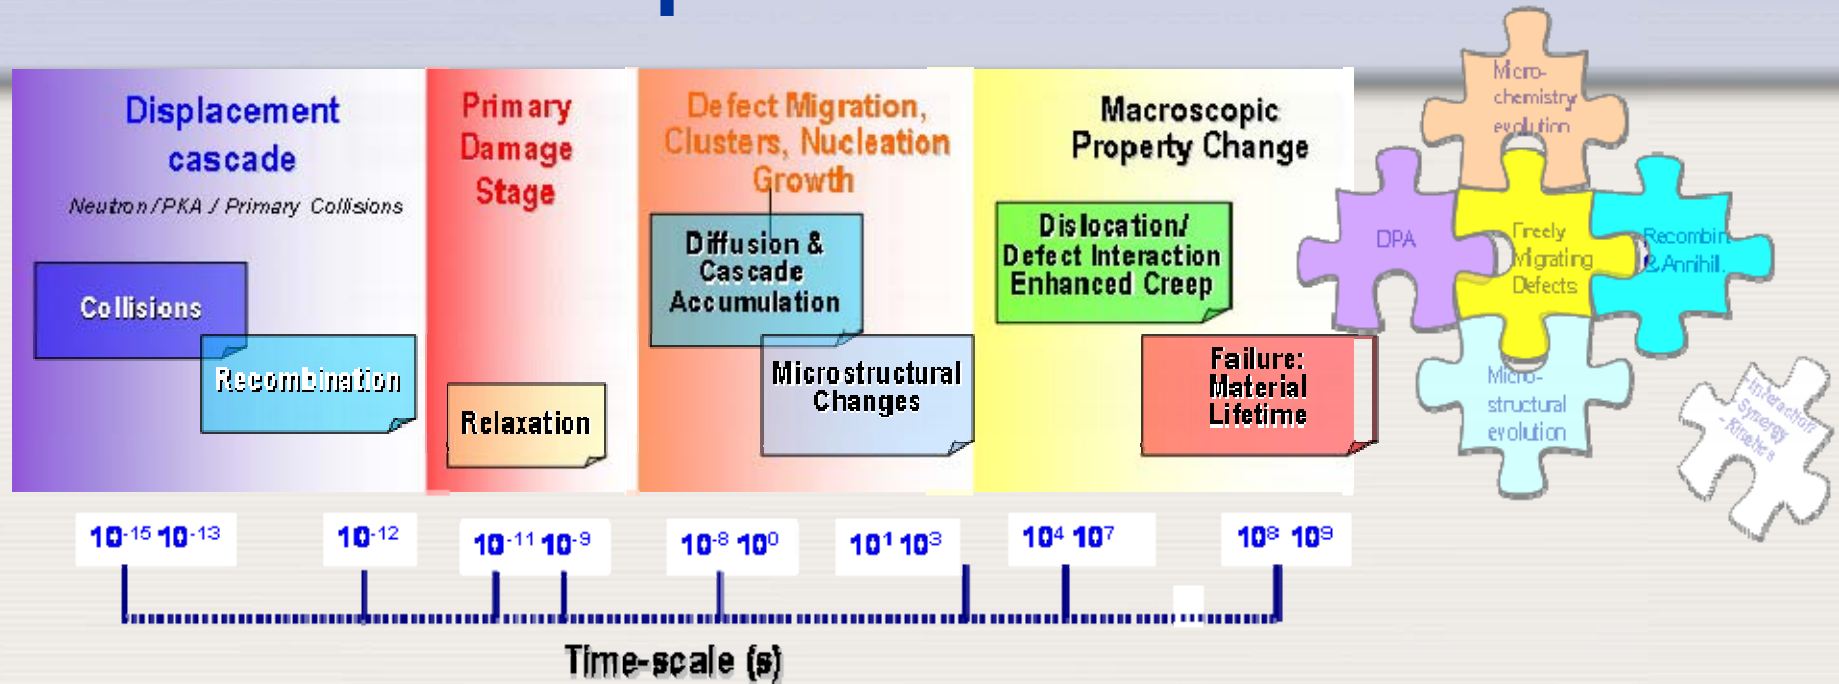 Displacement
cascade
Neutron/PKA / Primary Collisions
Collisions
Recombination
Primary
Damage
Stage
Relaxation
Defect Migration,
Clusters, Nucleation
Growth
Diffusion &
Cascade
Accumulation
Microstructural
Changes
Macroscopic
Property Change
Dislocation/
Defect Interaction
Enhanced Creep
Failure:
Material
Lifetime
Micro-
chemistry
evolution
DPA
Freely
Migrating
Defects
Recombin.
& Annihil.
Micro-
structural
evolution
-Interaction
-Synergy
-Kinetics
10-15 10-13
10-12
10-11 10-9
10-8 100
101 103
104 107
108 109
Time-scale (s)